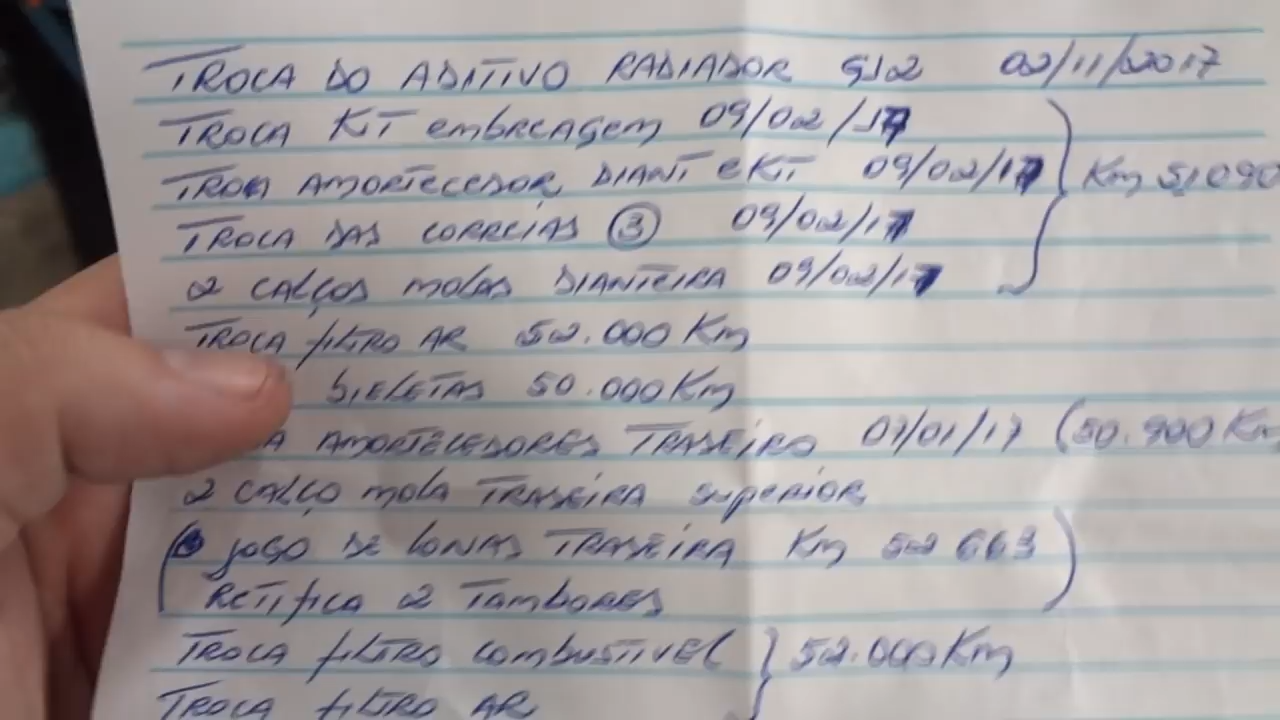 TROCA DO ADITIVO RADIADOR G12 02/11/2017
TROCA KIT embreagem 09/02/17
TROCA AMORTECEDOR DIANT e KIT 09/02/17 Km 51090
TROCA DAS CORREIAS 3 09/02/17
2 CALÇOS molas DIANTEIRA 09/02/17
TROCA filtro AR 52.000 Km
BIELETAS 50.000 Km
A AMORTECEDORES TRASEIRO 07/01/17 (50.900 Km
2 CALÇO mola TRASEIRA superior
(JOGO DE LONAS TRASEIRA Km 52 663)
RETIFICA 2 TAMBORES
TROCA filtro combustivel 52.000 Km
TROCA filtro AR